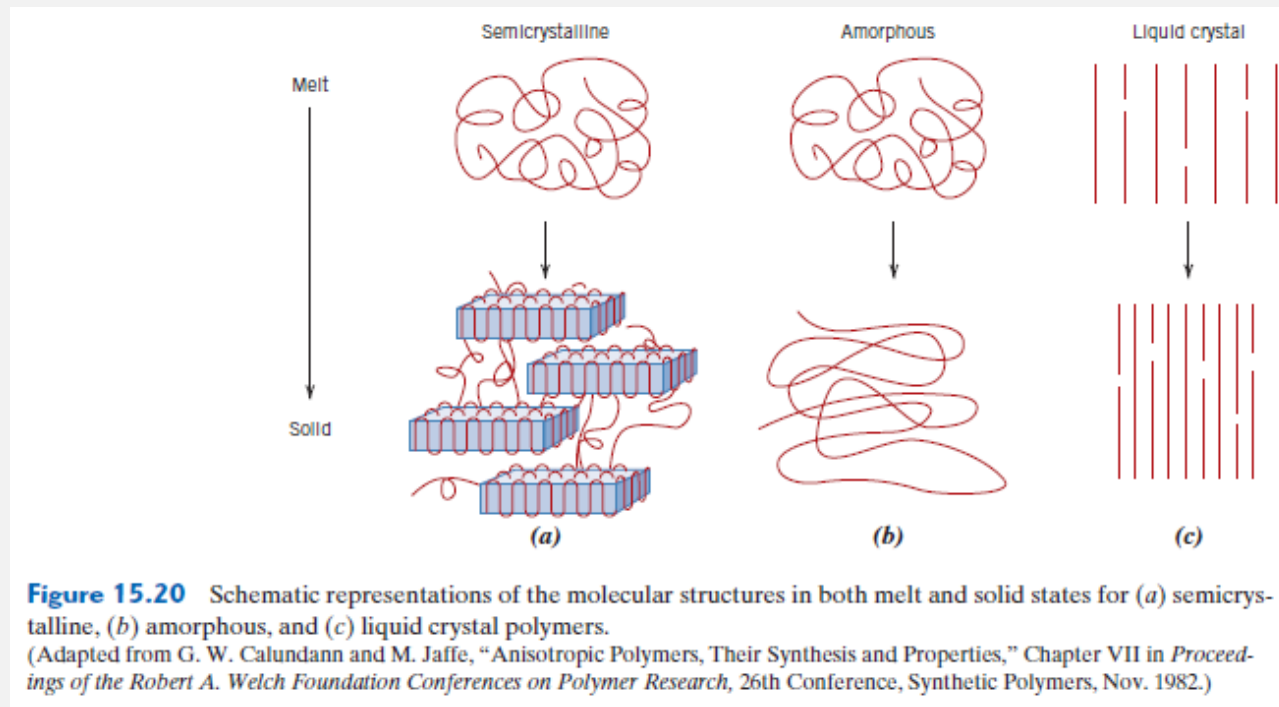 Semicrystalline Amorphous Liquid crystal
Melt
Solid
(a) (b) (c)
Figure 15.20 Schematic representations of the molecular structures in both melt and solid states for (a) semicrys-
talline, (b) amorphous, and (c) liquid crystal polymers.
(Adapted from G. W. Calundann and M. Jaffe, “Anisotropic Polymers, Their Synthesis and Properties,” Chapter VII in Proceed-
ings of the Robert A. Welch Foundation Conferences on Polymer Research, 26th Conference, Synthetic Polymers, Nov. 1982.)